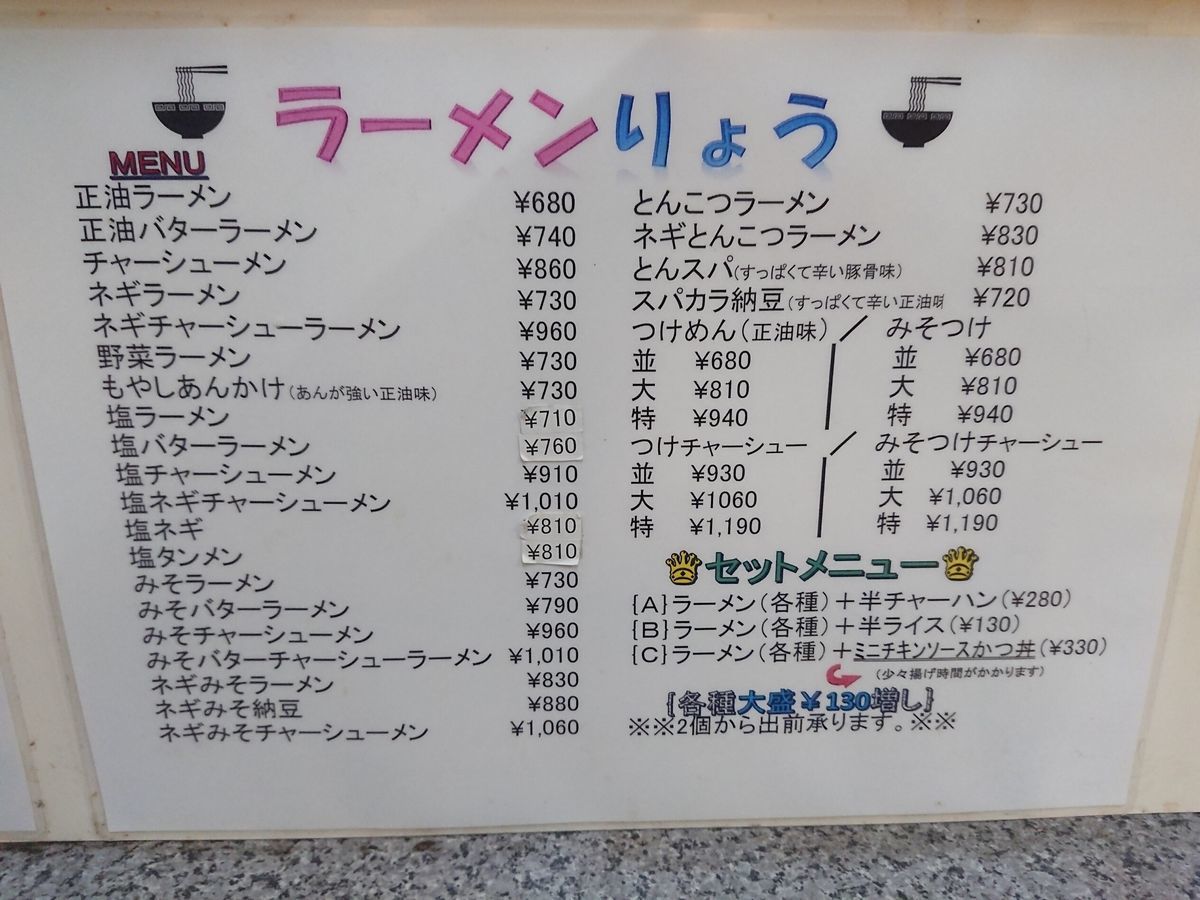 ラーメンりょう
MENU
正油ラーメン ¥680
正油バターラーメン ¥740
チャーシューメン ¥860
ネギラーメン ¥730
ネギチャーシューラーメン ¥960
野菜ラーメン ¥730
もやしあんかけ(あんが強い正油味) ¥730
塩ラーメン ¥710
塩バターラーメン ¥760
塩チャーシューメン ¥910
塩ネギチャーシューメン ¥1,010
塩ネギ ¥810
塩タンメン ¥810
みそラーメン ¥730
みそバターラーメン ¥790
みそチャーシューメン ¥960
みそバターチャーシューラーメン ¥1,010
ネギみそラーメン ¥830
ネギみそ納豆 ¥880
ネギみそチャーシューメン ¥1,060
とんこつラーメン ¥730
ネギとんこつラーメン ¥830
とんスパ(すっぱくて辛い豚骨味) ¥810
スパカラ納豆(すっぱくて辛い正油味 ¥720
つけめん(正油味)／ みそつけ
並 ¥680 並 ¥680
大 ¥810 大 ¥810
特 ¥940 特 ¥940
つけチャーシュー ／ みそつけチャーシュー
並 ¥930 並 ¥930
大 ¥1060 大 ¥1,060
特 ¥1,190 特 ¥1,190
セットメニュー
{A}ラーメン(各種)＋半チャーハン(¥280)
{B}ラーメン(各種)＋半ライス(¥130)
{C}ラーメン(各種)＋ミニチキンソースかつ丼(¥330)
(少々揚げ時間がかかります)
{各種大盛¥130増し}
※※2個から出前承ります。※※